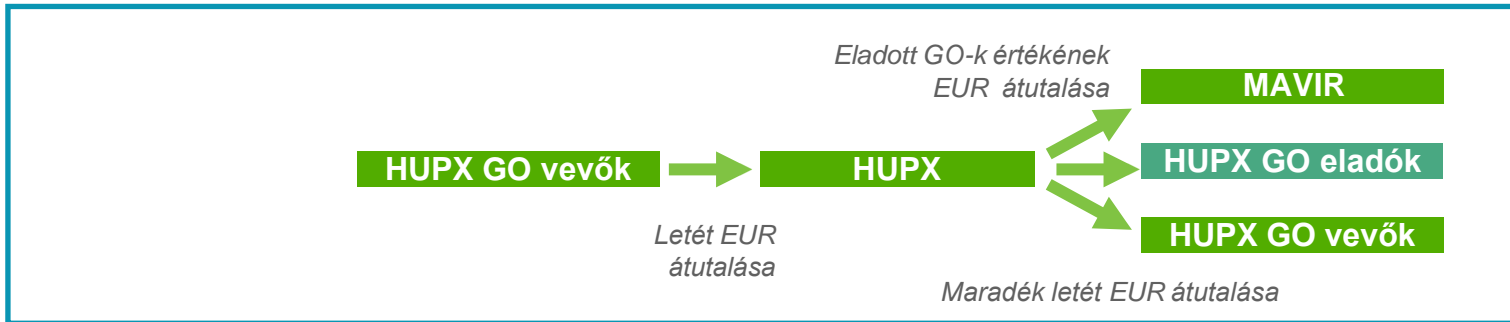 Eladott GO-k értékének
EUR átutalása
MAVIR
HUPX GO vevők
HUPX
HUPX GO eladók
HUPX GO vevők
Letét EUR
átutalása
Maradék letét EUR átutalása